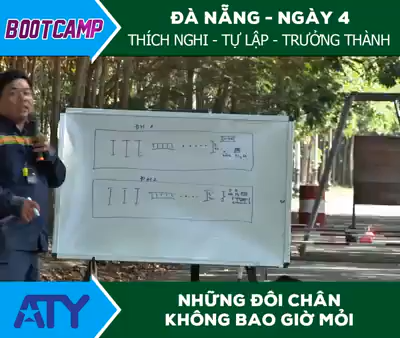 BOOTCAMP
ĐÀ NẴNG - NGÀY 4
THÍCH NGHI - TỰ LẬP - TRƯỞNG THÀNH
ATY
NHỮNG ĐÔI CHÂN
KHÔNG BAO GIỜ MỎI